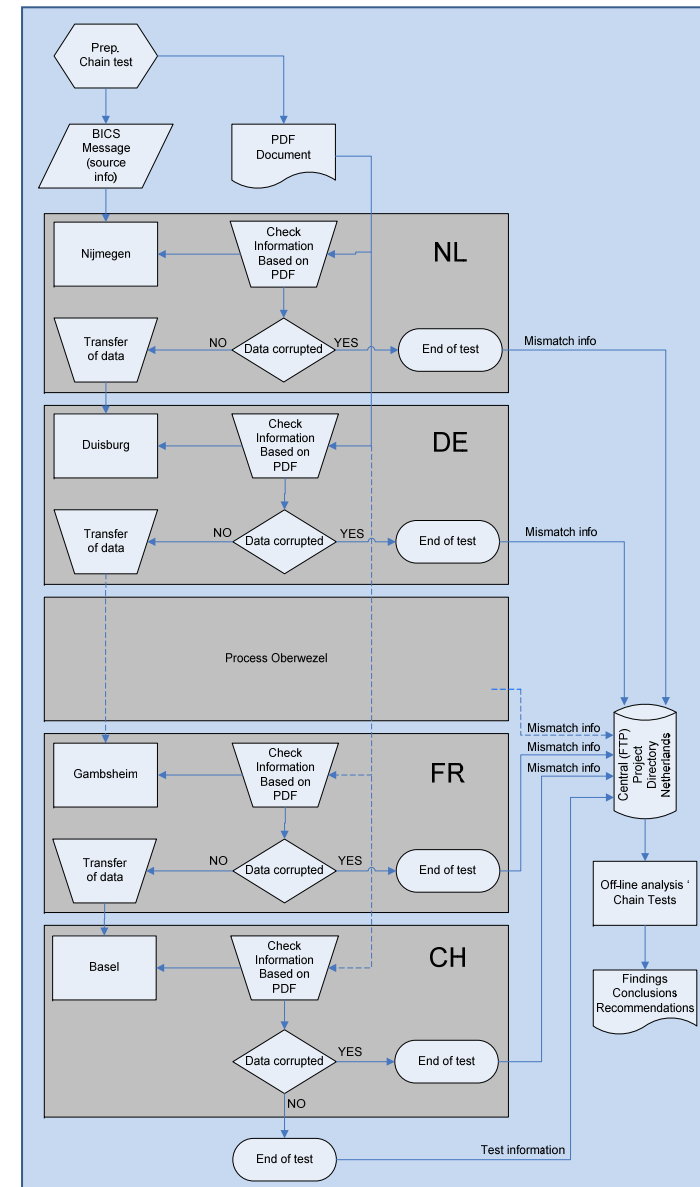 Prep.
Chain test
BICS
Message
(source
info)
PDF
Document
NL
Nijmegen
Check
Information
Based on
PDF
Transfer
of data
NO
Data corrupted
YES
End of test
Mismatch info
DE
Duisburg
Check
Information
Based on
PDF
Transfer
of data
NO
Data corrupted
YES
End of test
Mismatch info
Process Oberwezel
Mismatch info
Mismatch info
Mismatch info
Central (FTP)
Project
Directory
Netherlands
FR
Gambsheim
Check
Information
Based on
PDF
Transfer
of data
NO
Data corrupted
YES
End of test
Off-line analysis ‘
Chain Tests
CH
Basel
Check
Information
Based on
PDF
Findings
Conclusions
Recommendations
Data corrupted
YES
End of test
NO
End of test
Test information